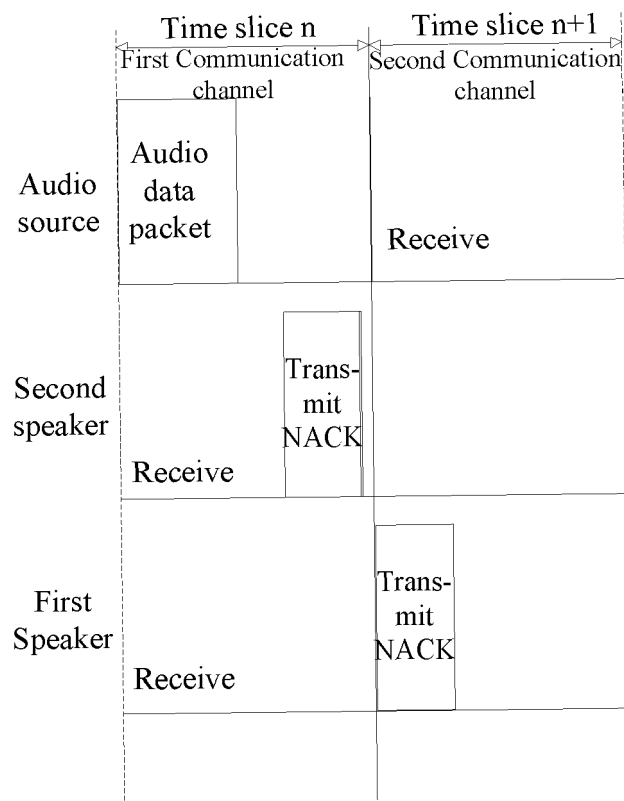 Time slice n
Time slice n+1
First Communication
channel
Second Communication
channel
Audio
source
Audio
data
packet
Receive
Second
speaker
Receive
Trans-
mit
NACK
First
Speaker
Receive
Trans-
mit
NACK